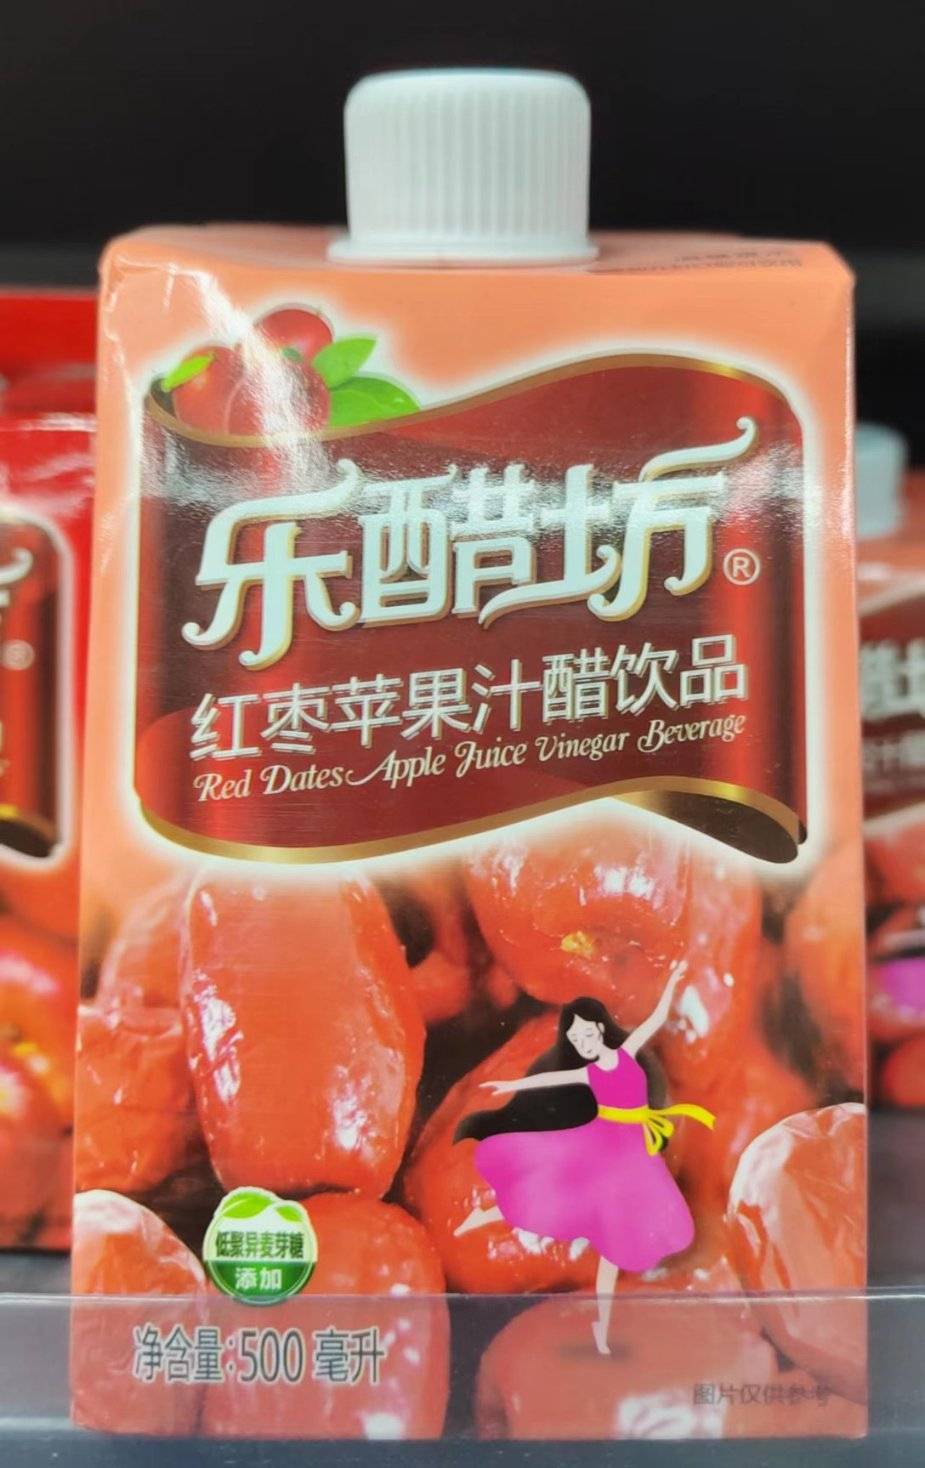 乐醋坊®
红枣苹果汁醋饮品
Red Dates Apple Juice Vinegar Beverage
低聚异麦芽糖
添加
净含量:500 毫升
图片仅供参考